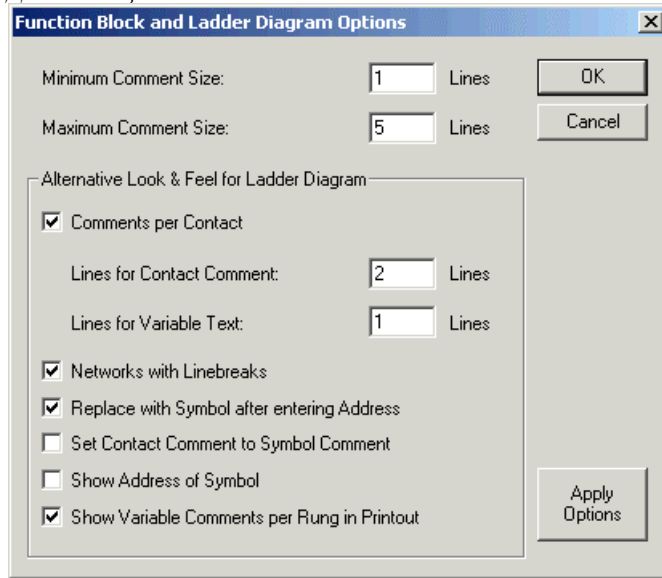 Function Block and Ladder Diagram Options
Minimum Comment Size: 1 Lines OK
Maximum Comment Size: 5 Lines Cancel
Alternative Look & Feel for Ladder Diagram
Comments per Contact
Lines for Contact Comment: 2 Lines
Lines for Variable Text: 1 Lines
Networks with Linebreaks
Replace with Symbol after entering Address
Set Contact Comment to Symbol Comment
Show Address of Symbol
Show Variable Comments per Rung in Printout
Apply
Options